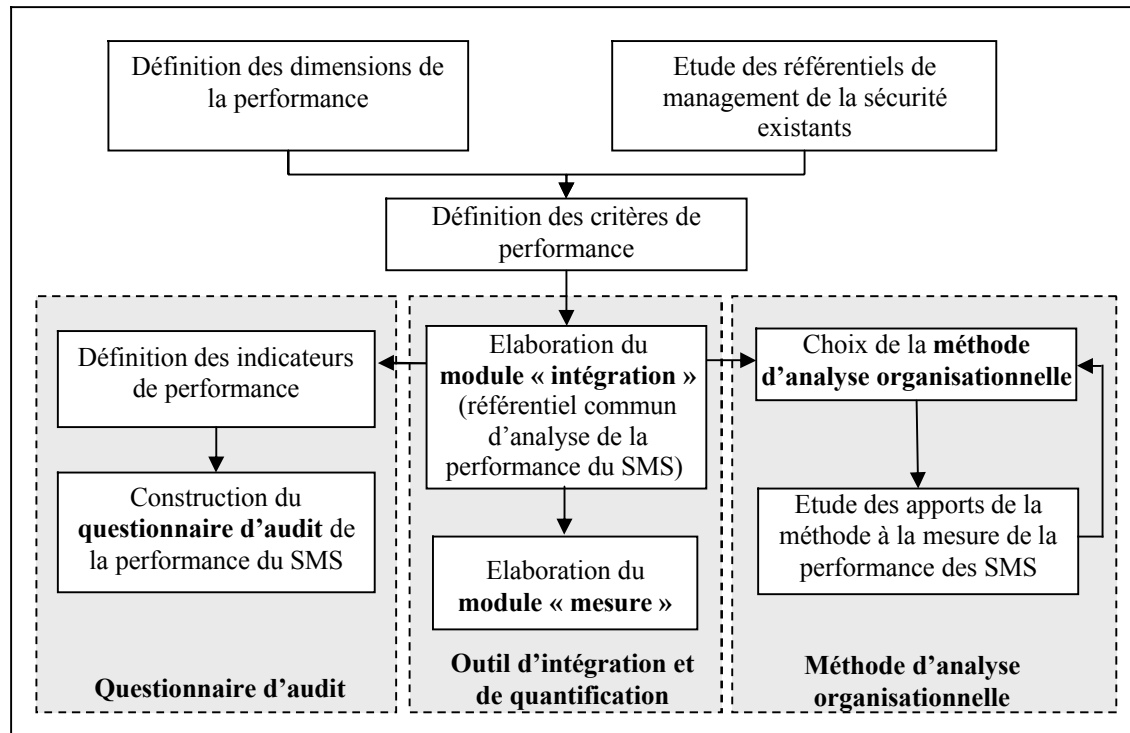 Définition des dimensions de
la performance
Etude des référentiels de
management de la sécurité
existants
Définition des critères de
performance
Définition des indicateurs
de performance
Construction du
questionnaire d'audit de
la performance du SMS
Questionnaire d'audit
Elaboration du
module « intégration »
(référentiel commun
d'analyse de la
performance du SMS)
Elaboration du
module « mesure »
Outil d'intégration et
de quantification
Choix de la méthode
d'analyse organisationnelle
Etude des apports de la
méthode à la mesure de la
performance des SMS
Méthode d'analyse
organisationnelle